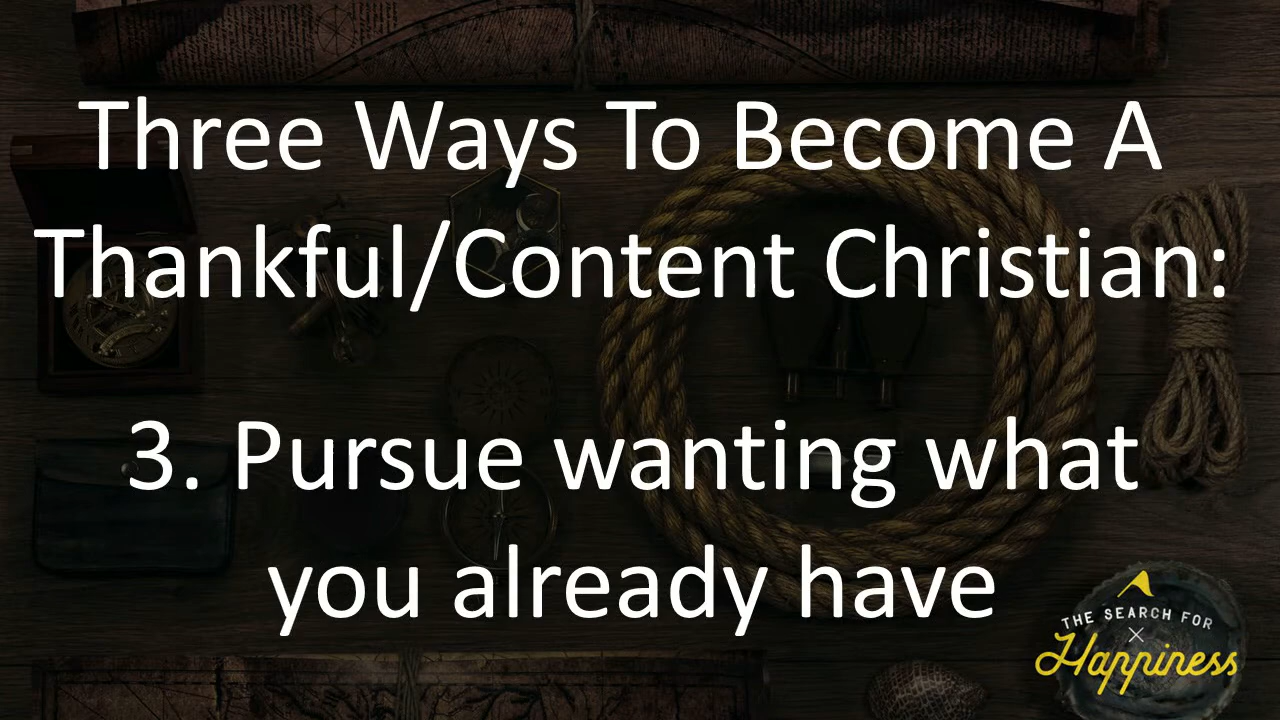 Three Ways To Become A
Thankful/Content Christian:
3. Pursue wanting what
you already have
THE SEARCH FOR
Happiness